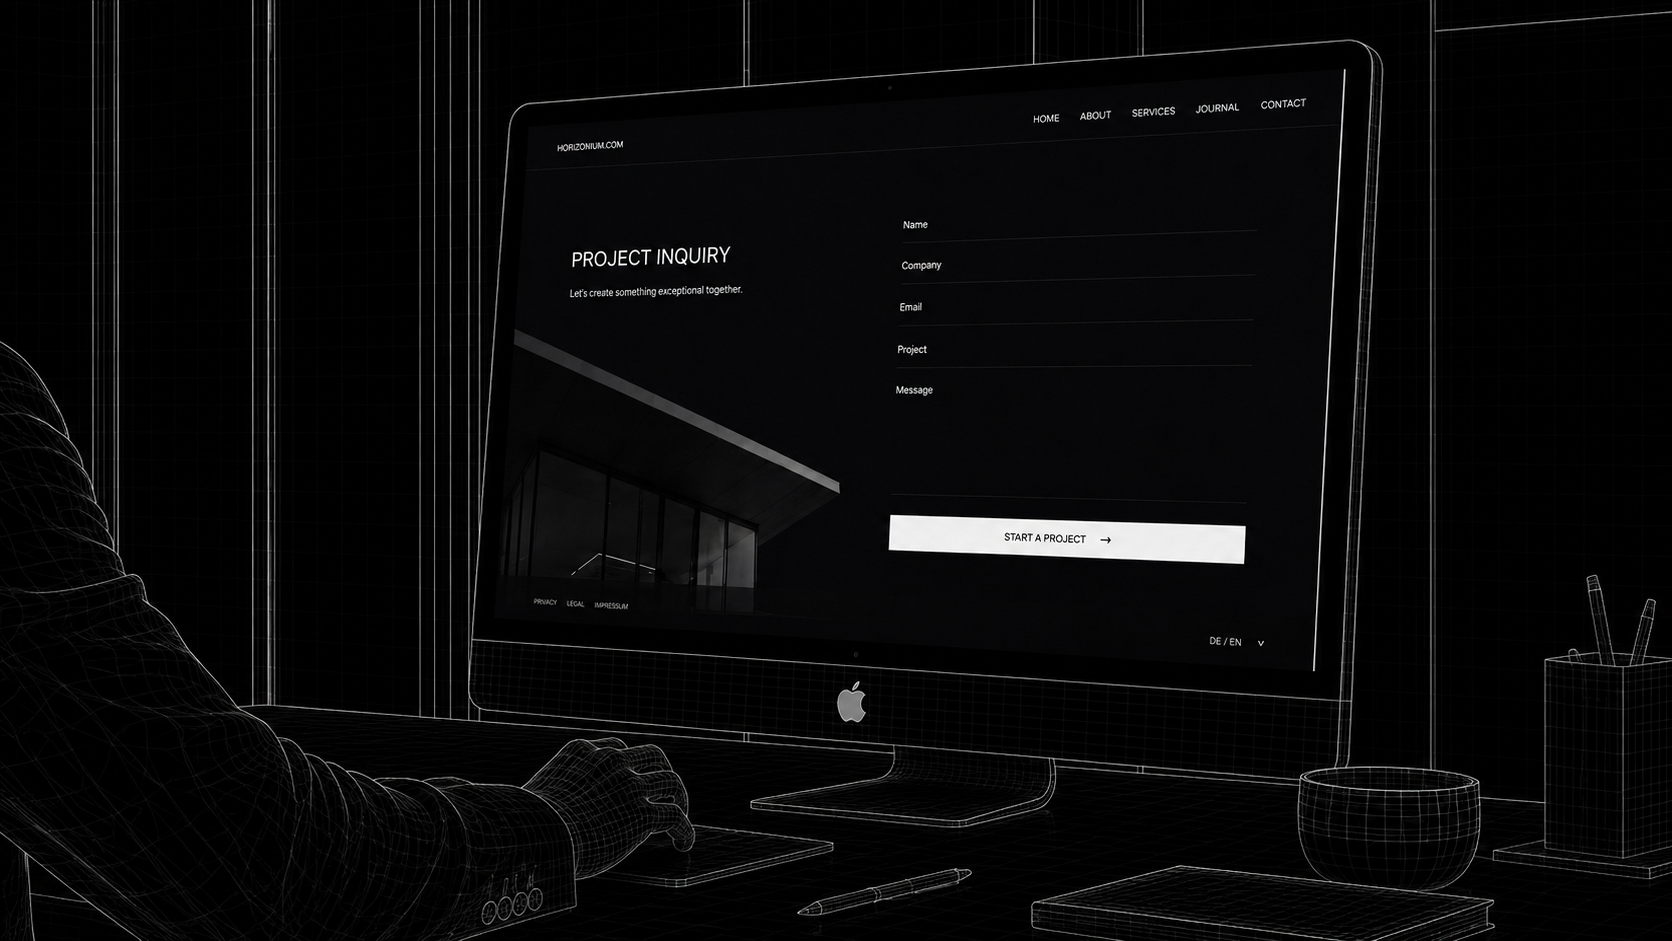 HORIZONIUM.COM
HOME ABOUT SERVICES JOURNAL CONTACT
PROJECT INQUIRY
Let's create something exceptional together.
Name
Company
Email
Project
Message
START A PROJECT →
PRIVACY LEGAL IMPRESSUM
DE / EN